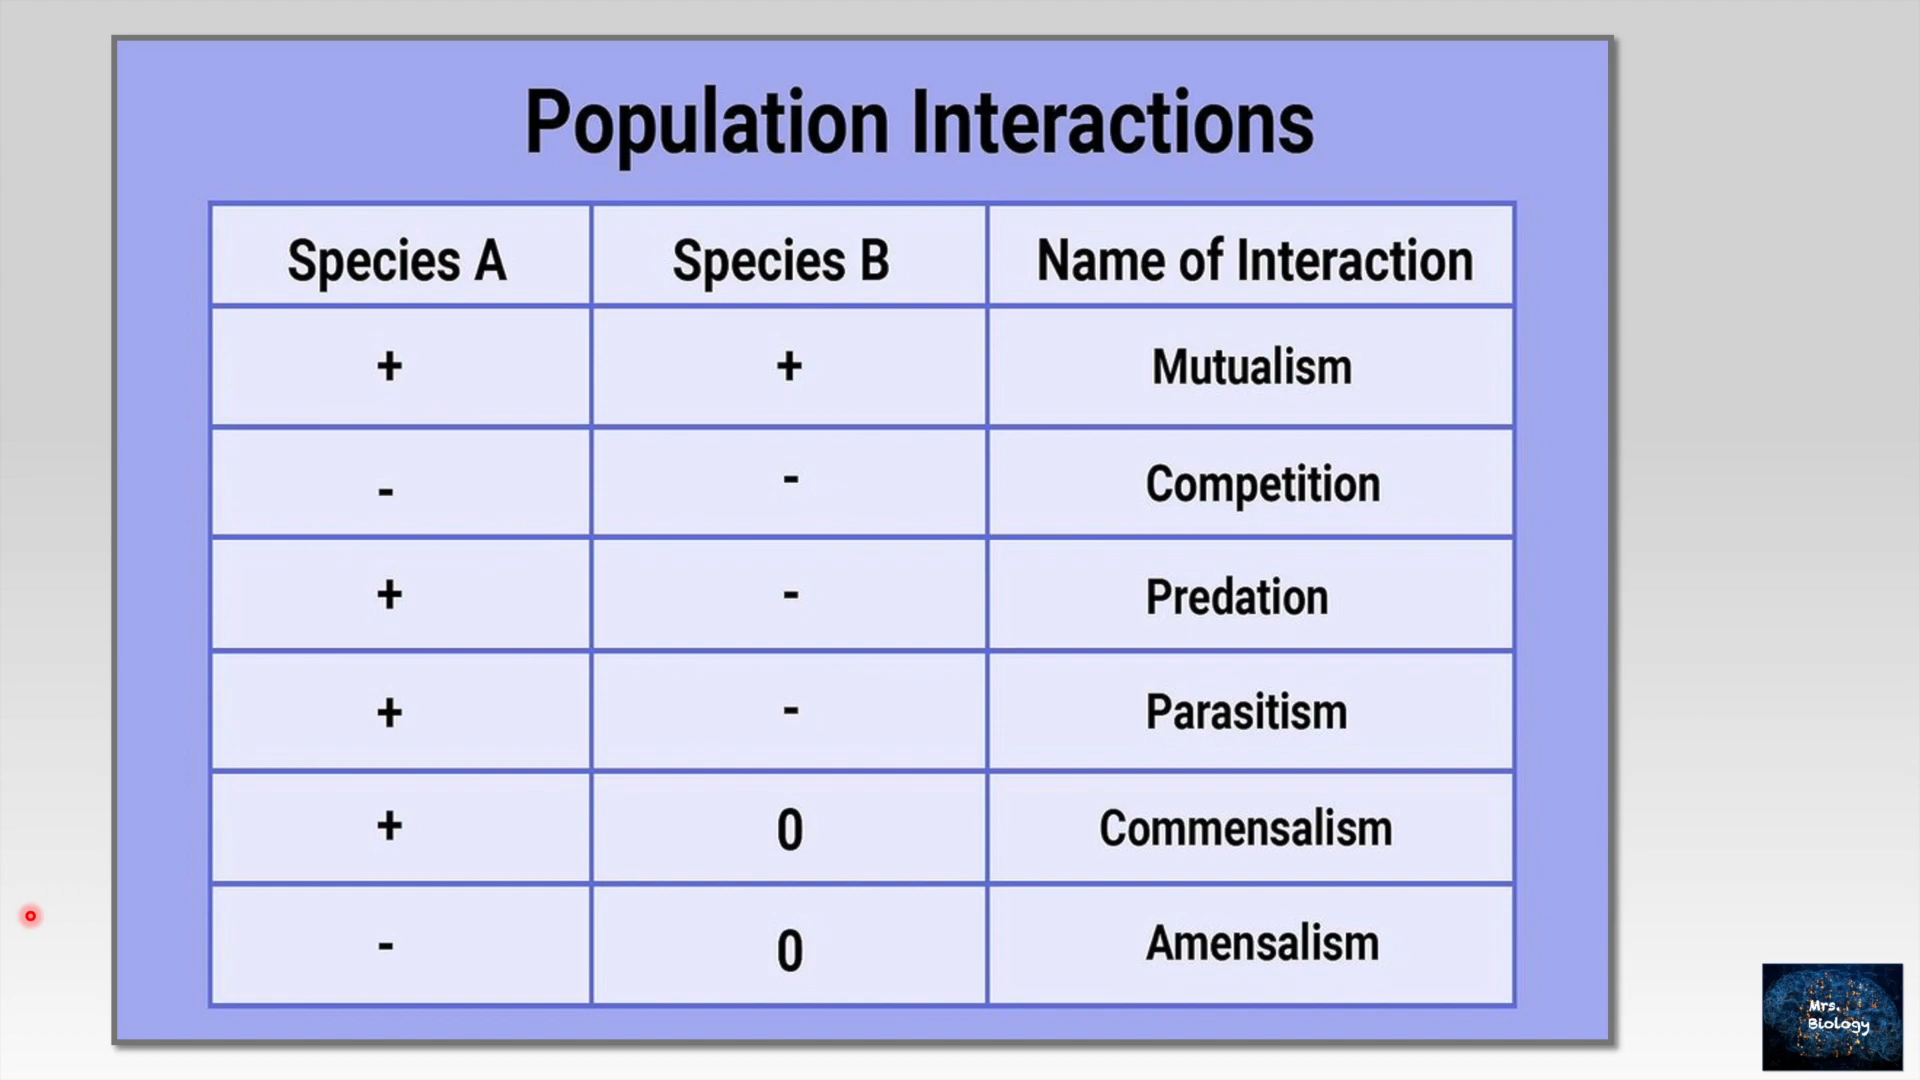 Population Interactions
Species A Species B Name of Interaction
+ + Mutualism
- - Competition
+ - Predation
+ - Parasitism
+ 0 Commensalism
- 0 Amensalism
Mrs.
Biology